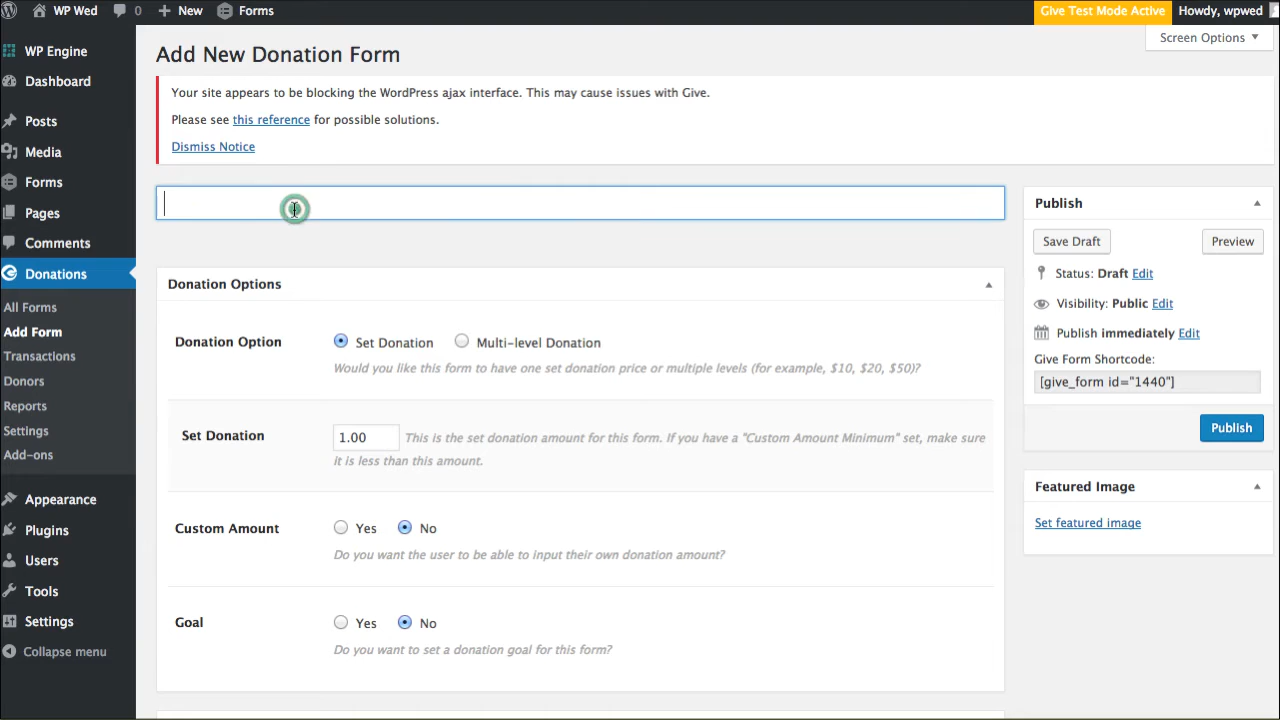 WP Wed 0 New Forms Give Test Mode Active Howdy, wpwed
Screen Options
WP Engine
Dashboard
Posts
Media
Forms
Pages
Comments
Donations
All Forms
Add Form
Transactions
Donors
Reports
Settings
Add-ons
Appearance
Plugins
Users
Tools
Settings
Collapse menu
Add New Donation Form
Your site appears to be blocking the WordPress ajax interface. This may cause issues with Give.
Please see this reference for possible solutions.
Dismiss Notice
Donation Options
Donation Option Set Donation Multi-level Donation
Would you like this form to have one set donation price or multiple levels (for example, $10, $20, $50)?
Set Donation 1.00 This is the set donation amount for this form. If you have a "Custom Amount Minimum" set, make sure
it is less than this amount.
Custom Amount Yes No
Do you want the user to be able to input their own donation amount?
Goal Yes No
Do you want to set a donation goal for this form?
Publish
Save Draft Preview
Status: Draft Edit
Visibility: Public Edit
Publish immediately Edit
Give Form Shortcode:
[give_form id="1440"]
Publish
Featured Image
Set featured image